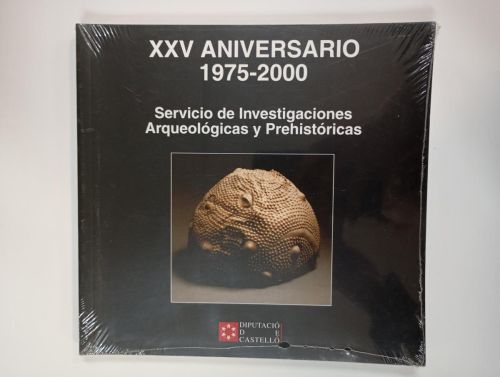 XXV ANIVERSARIO
1975-2000
Servicio de Investigaciones
Arqueológicas y Prehistóricas
DIPUTACIÓ
D E
CASTELLÓ